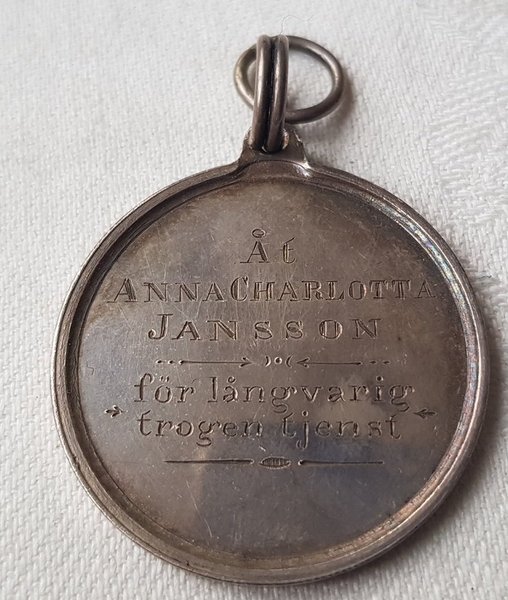 Åt
ANNA CHARLOTTA
JANSSON
för långvarig
trogen tjenst